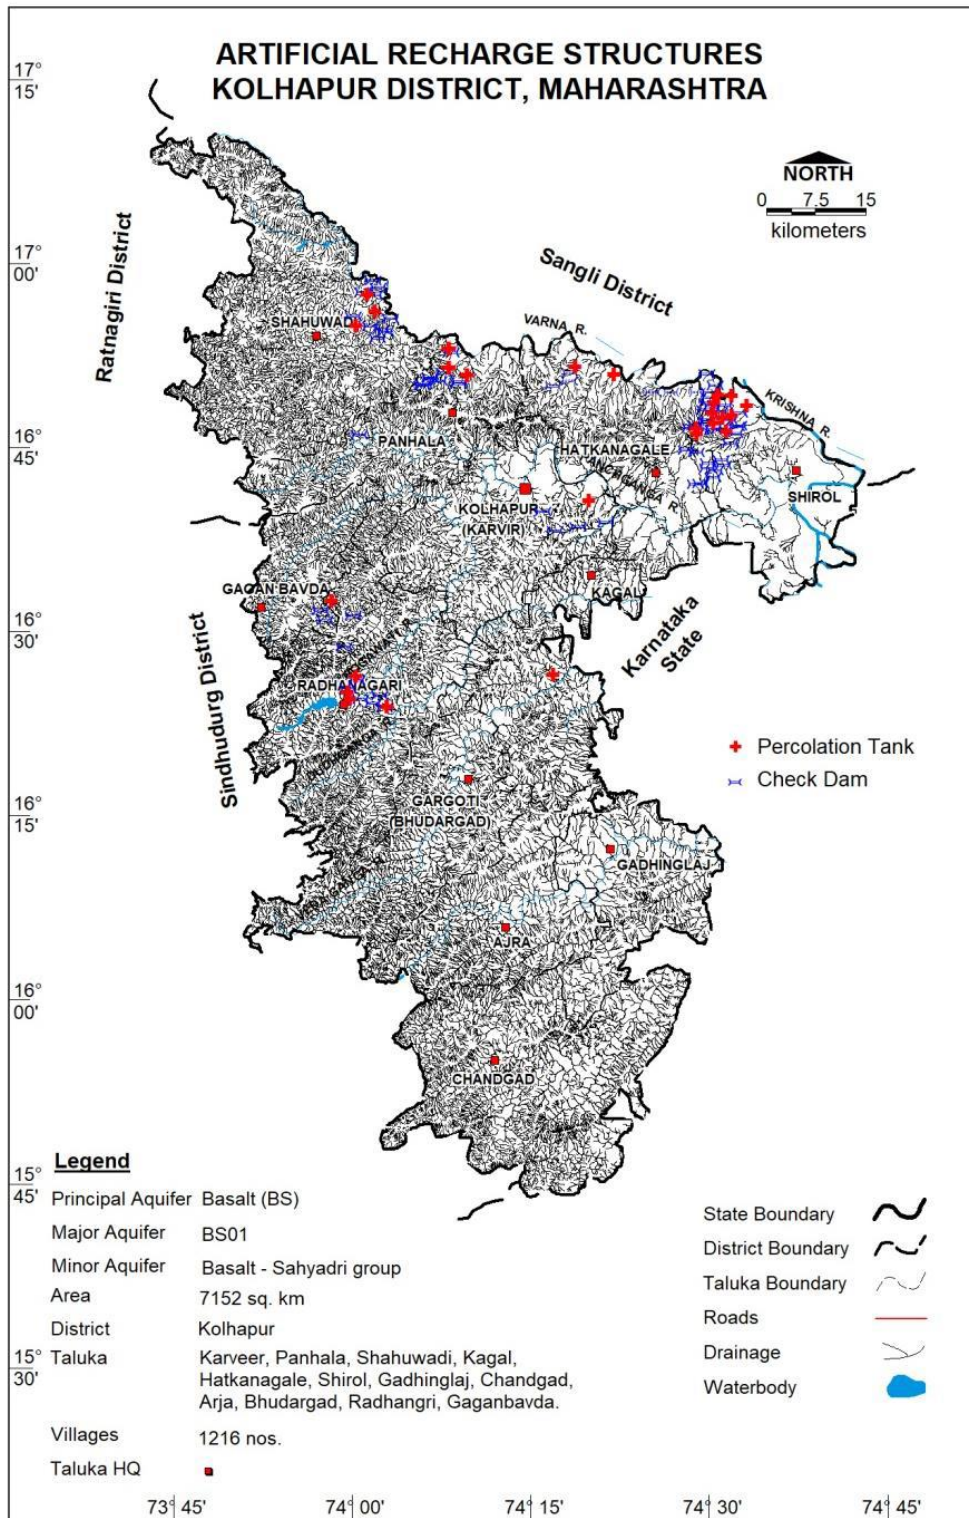 ARTIFICIAL RECHARGE STRUCTURES
KOLHAPUR DISTRICT, MAHARASHTRA
17°
15'
NORTH
0 7.5 15
kilometers
17°
00'
Ratnagiri District
Sangli District
SHAHUWADI
VARNA R.
KRISHNA R.
16°
45'
PANHALA
HATKANAGALE
SHIROL
KOLHAPUR
(KARVIR)
KAGAL
GAGAN BAVDA
16°
30'
Karnataka
State
Sindhudurg District
RADHANAGARI
Percolation Tank
Check Dam
16°
15'
GARGOTI
(BHUDARGAD)
GADHINGLAJ
AJRA
16°
00'
CHANDGAD
15°
45'
Legend
Principal Aquifer Basalt (BS)
Major Aquifer BS01
Minor Aquifer Basalt - Sahyadri group
Area 7152 sq. km
District Kolhapur
Taluka Karveer, Panhala, Shahuwadi, Kagal,
Hatkanagale, Shirol, Gadhinglaj, Chandgad,
Arja, Bhudargad, Radhangri, Gaganbavda.
Villages 1216 nos.
Taluka HQ
State Boundary
District Boundary
Taluka Boundary
Roads
Drainage
Waterbody
15°
30'
73° 45' 74° 00' 74° 15' 74° 30' 74° 45'